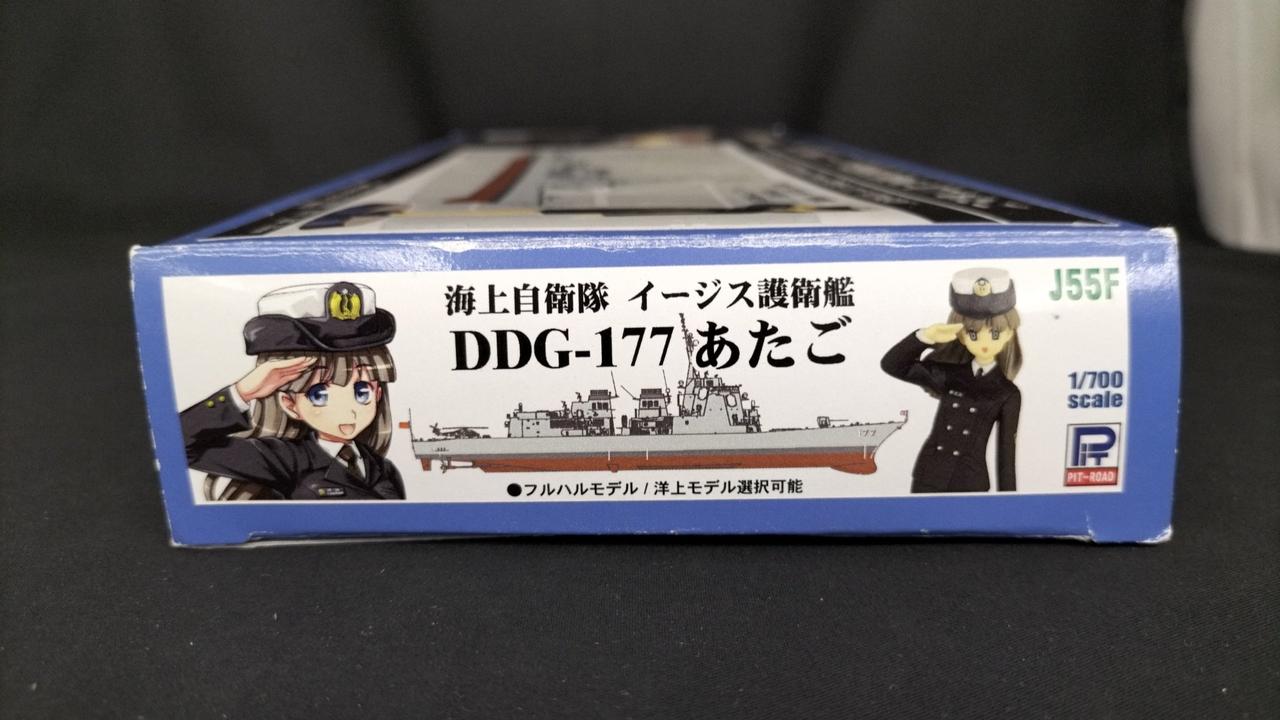 海上自衛隊 イージス護衛艦
DDG-177 あたご
●フルハルモデル / 洋上モデル選択可能
177
J55F
1/700
scale
PIT
PIT-ROAD